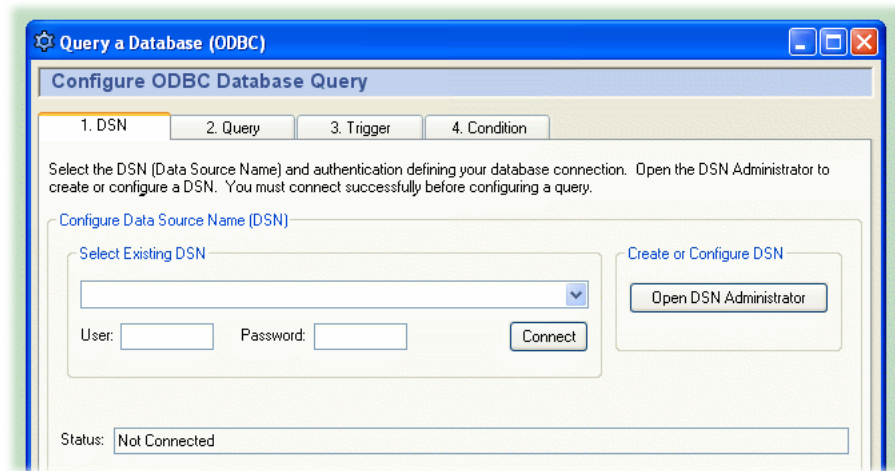 Query a Database (ODBC)
Configure ODBC Database Query
1. DSN 2. Query 3. Trigger 4. Condition
Select the DSN (Data Source Name) and authentication defining your database connection. Open the DSN Administrator to
create or configure a DSN. You must connect successfully before configuring a query.
Configure Data Source Name (DSN)
Select Existing DSN
Create or Configure DSN
Open DSN Administrator
User: Password: Connect
Status: Not Connected